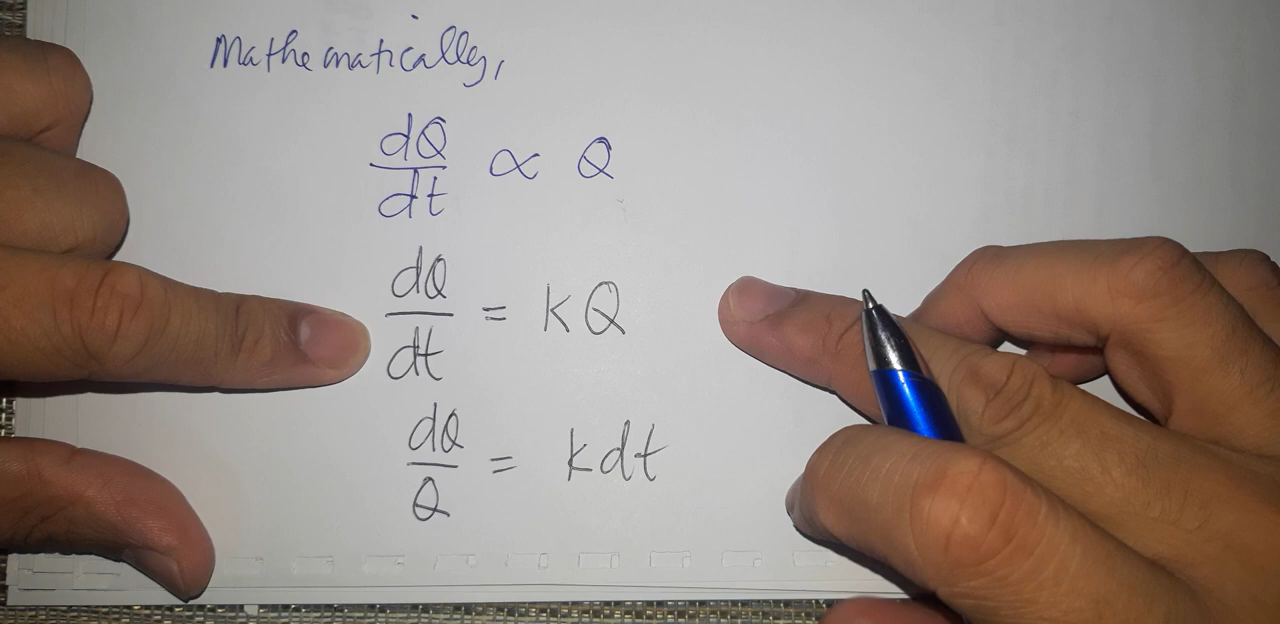 Mathematically,
dQ/dt ∝ Q
dQ/dt = kQ
dQ/Q = kdt